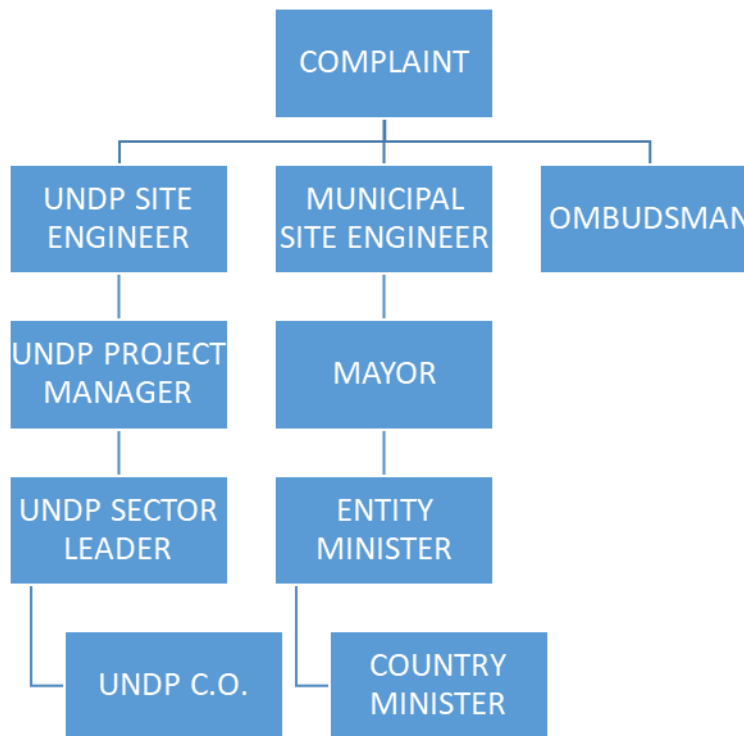 COMPLAINT
UNDP SITE
ENGINEER
MUNICIPAL
SITE ENGINEER
OMBUDSMAN
UNDP PROJECT
MANAGER
MAYOR
UNDP SECTOR
LEADER
ENTITY
MINISTER
UNDP C.O.
COUNTRY
MINISTER